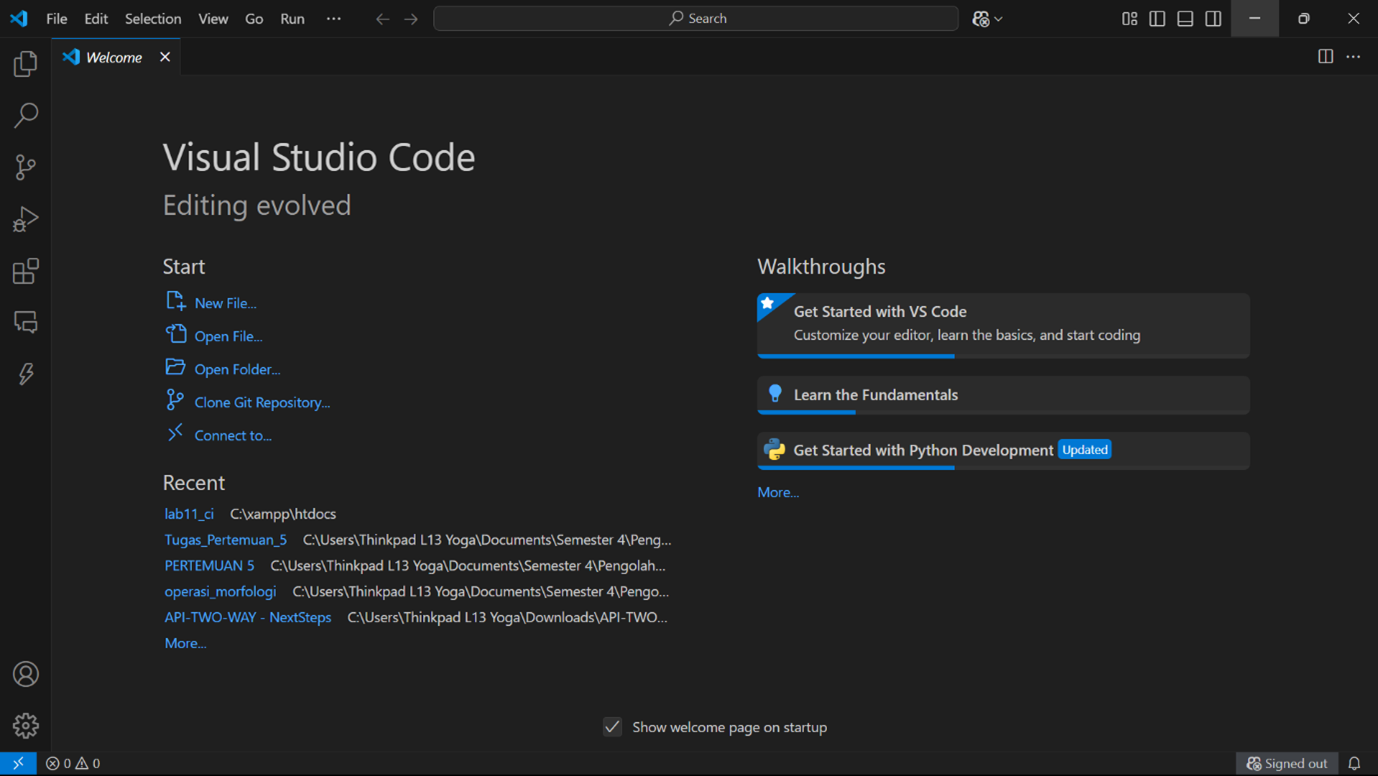 File Edit Selection View Go Run ··· Search
Welcome
Visual Studio Code
Editing evolved
Start
New File...
Open File...
Open Folder...
Clone Git Repository...
Connect to...
Recent
lab11_ci C:\xampp\htdocs
Tugas_Pertemuan_5 C:\Users\Thinkpad L13 Yoga\Documents\Semester 4\Peng...
PERTEMUAN 5 C:\Users\Thinkpad L13 Yoga\Documents\Semester 4\Pengolah...
operasi_morfologi C:\Users\Thinkpad L13 Yoga\Documents\Semester 4\Pengo...
API-TWO-WAY - NextSteps C:\Users\Thinkpad L13 Yoga\Downloads\API-TWO...
More...
Walkthroughs
Get Started with VS Code
Customize your editor, learn the basics, and start coding
Learn the Fundamentals
Get Started with Python Development Updated
More...
Show welcome page on startup
0 0 Signed out